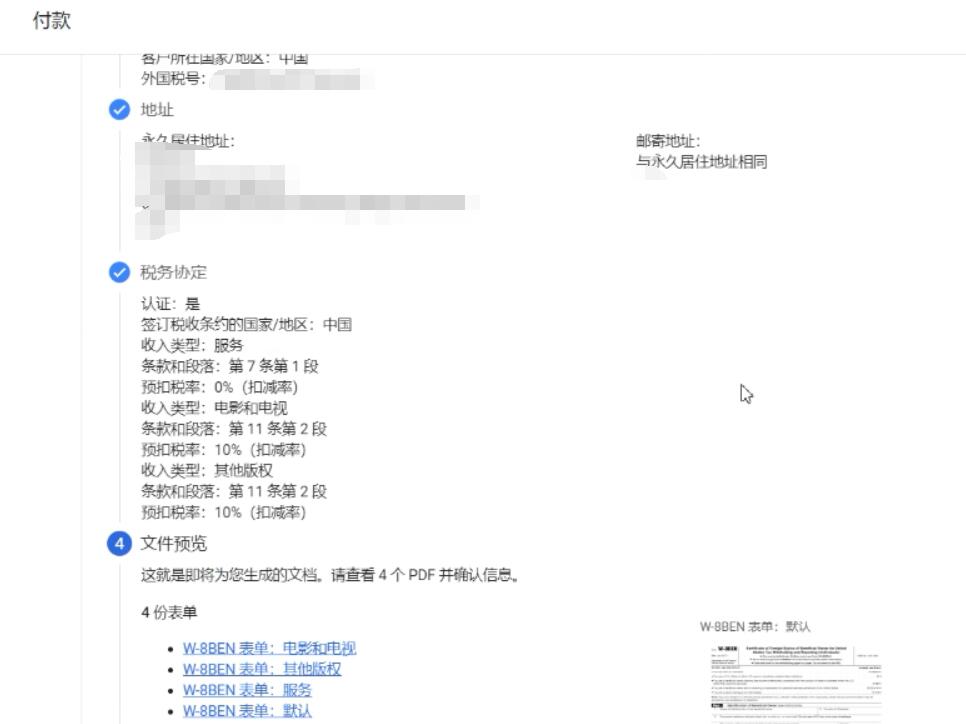 付款
客户所在国家/地区：中国
外国税号：
地址
永久居住地址：
邮寄地址：
与永久居住地址相同
税务协定
认证：是
签订税收条约的国家/地区：中国
收入类型：服务
条款和段落：第 7 条第 1 段
预扣税率：0%（扣减率）
收入类型：电影和电视
条款和段落：第 11 条第 2 段
预扣税率：10%（扣减率）
收入类型：其他版权
条款和段落：第 11 条第 2 段
预扣税率：10%（扣减率）
4 文件预览
这就是即将为您生成的文档。请查看 4 个 PDF 并确认信息。
4 份表单
W-8BEN 表单：默认
W-8BEN 表单：电影和电视
W-8BEN 表单：其他版权
W-8BEN 表单：服务
W-8BEN 表单：默认
W-8BEN